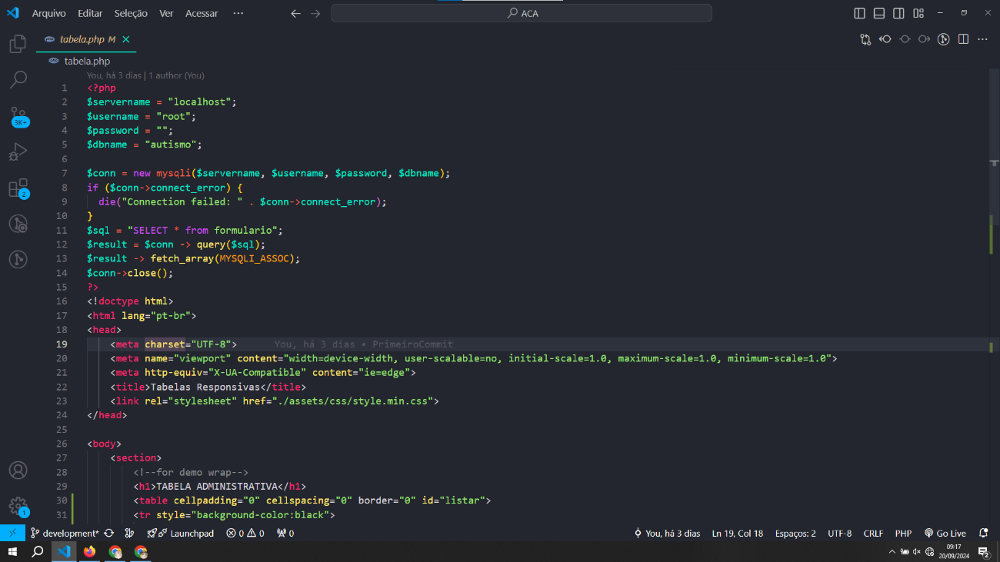 Arquivo Editar Seleção Ver Acessar ··· ACA
tabela.php M
tabela.php
You, há 3 dias | 1 author (You)
1 <?php
2 $servername = "localhost";
3 $username = "root";
4 $password = "";
5 $dbname = "autismo";
6
7 $conn = new mysqli($servername, $username, $password, $dbname);
8 if ($conn->connect_error) {
9 die("Connection failed: " . $conn->connect_error);
10 }
11 $sql = "SELECT * from formulario";
12 $result = $conn -> query($sql);
13 $result -> fetch_array(MYSQLI_ASSOC);
14 $conn->close();
15 ?>
16 <!doctype html>
17 <html lang="pt-br">
18 <head>
19 <meta charset="UTF-8"> You, há 3 dias • PrimeiroCommit
20 <meta name="viewport" content="width=device-width, user-scalable=no, initial-scale=1.0, maximum-scale=1.0, minimum-scale=1.0">
21 <meta http-equiv="X-UA-Compatible" content="ie=edge">
22 <title>Tabelas Responsivas</title>
23 <link rel="stylesheet" href="./assets/css/style.min.css">
24 </head>
25
26 <body>
27 <section>
28 <!--for demo wrap-->
29 <h1>TABELA ADMINISTRATIVA</h1>
30 <table cellpadding="0" cellspacing="0" border="0" id="listar">
31 <tr style="background-color:black">
3K+
2
1
development* Launchpad 0 0 0 You, há 3 dias Ln 19, Col 18 Espaços: 2 UTF-8 CRLF PHP Go Live
09:17
20/09/2024
2